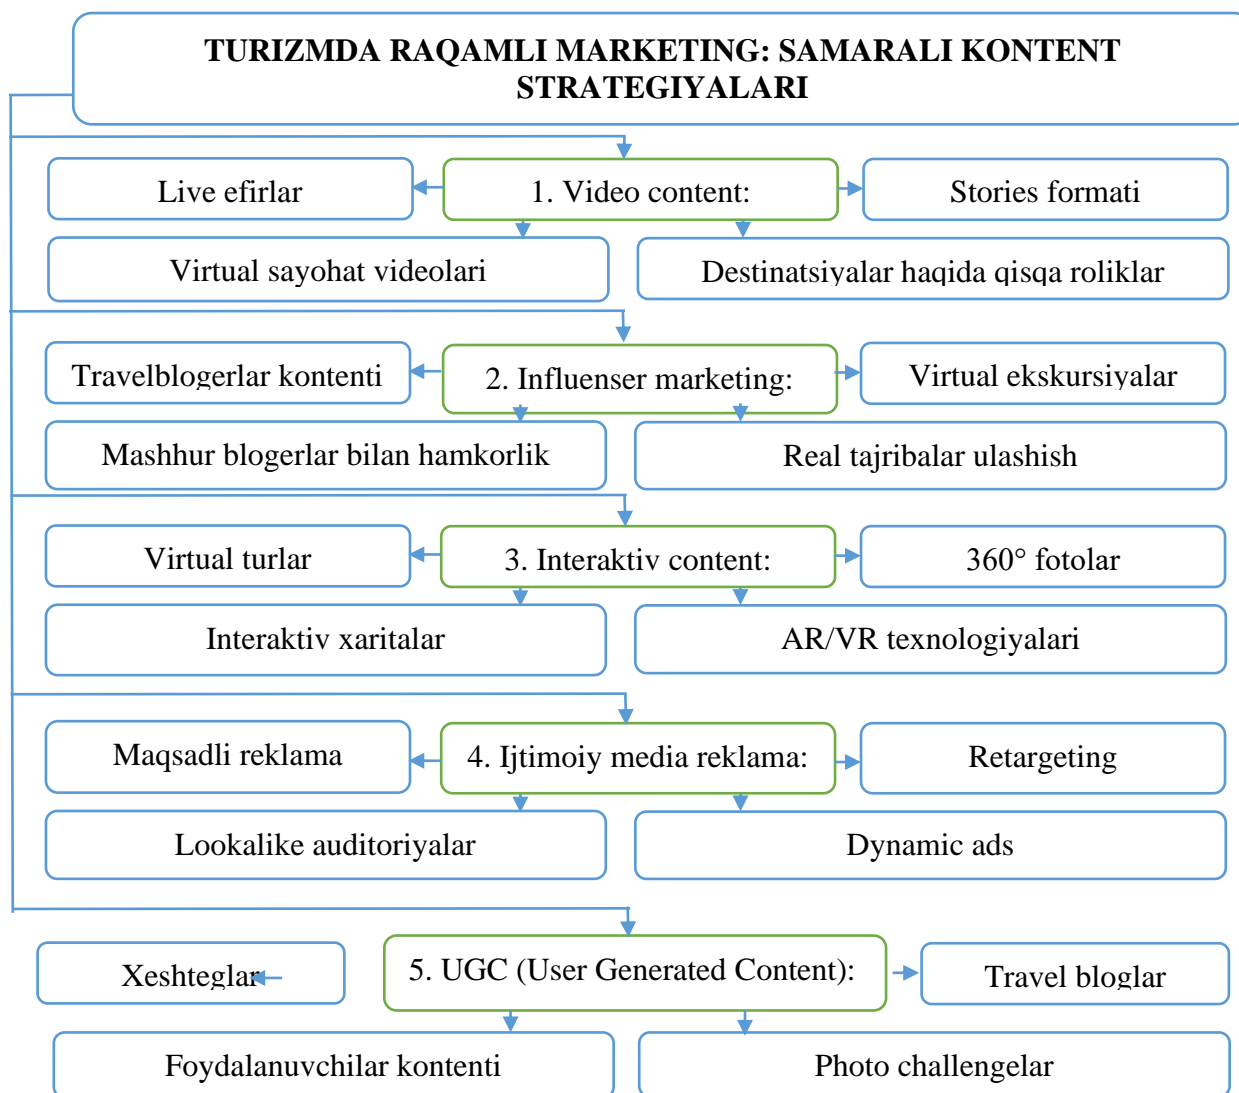 TURIZMDA RAQAMLI MARKETING: SAMARALI KONTENT
STRATEGIYALARI
Live efirlar
1. Video content:
Stories formati
Virtual sayohat videolari
Destinatsiyalar haqida qisqa roliklar
Travelblogerlar kontenti
2. Influenser marketing:
Virtual ekskursiyalar
Mashhur blogerlar bilan hamkorlik
Real tajribalar ulashish
Virtual turlar
3. Interaktiv content:
360° fotolar
Interaktiv xaritalar
AR/VR texnologiyalari
Maqsadli reklama
4. Ijtimoiy media reklama:
Retargeting
Lookalike auditoriyalar
Dynamic ads
Xeshteglar
5. UGC (User Generated Content):
Travel bloglar
Foydalanuvchilar kontenti
Photo challengelar